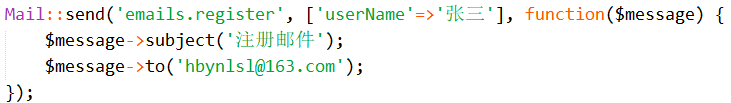 Mail::send('emails.register', ['userName'=>'张三'], function($message) {
    $message->subject('注册邮件');
    $message->to('hbynlsl@163.com');
});